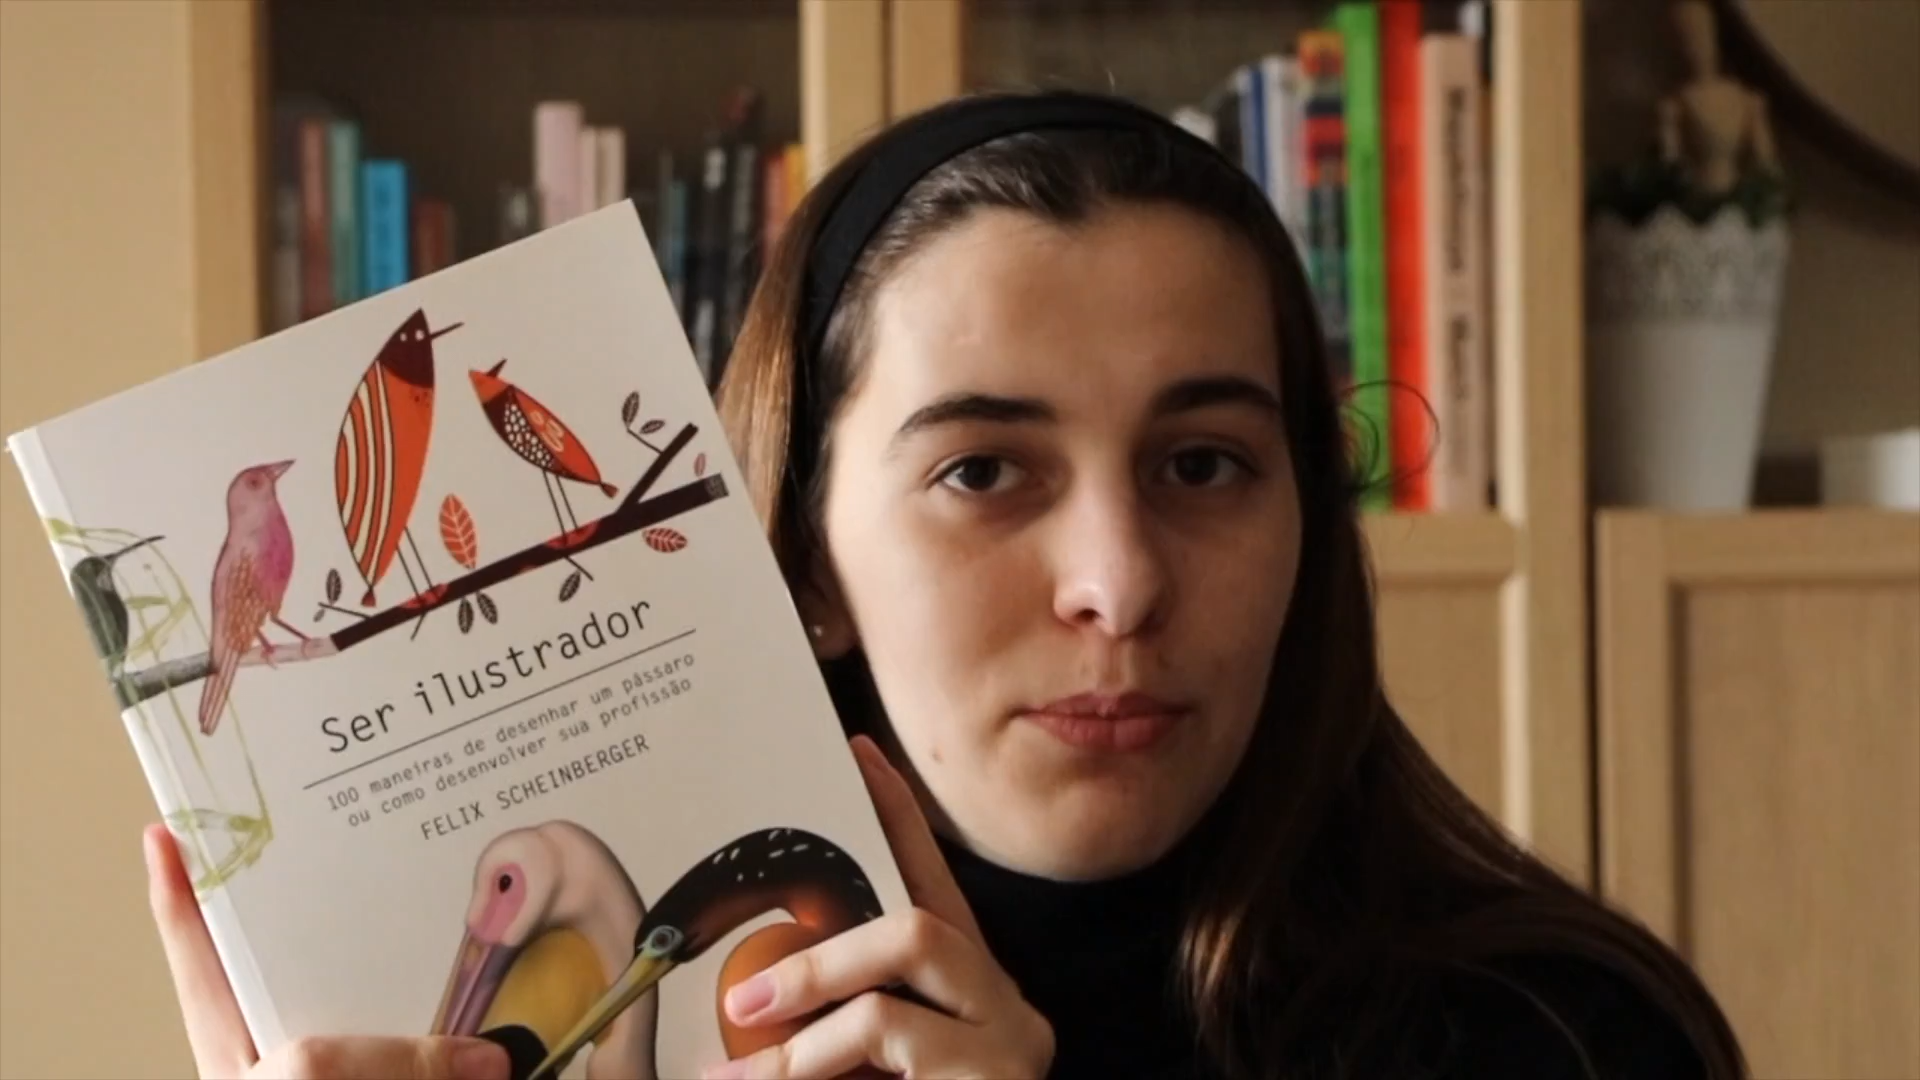 Ser ilustrador
100 maneiras de desenhar um pássaro
ou como desenvolver sua profissão
FELIX SCHEINBERGER